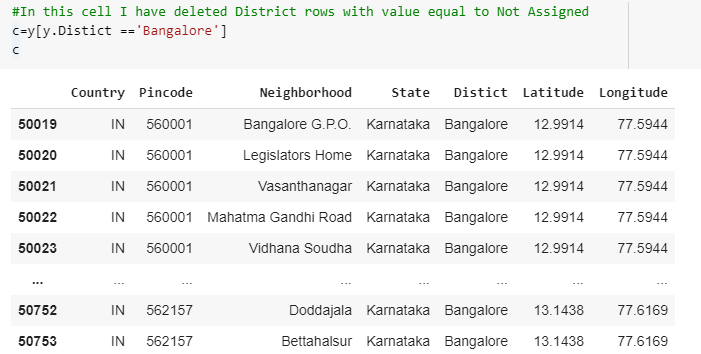 #In this cell I have deleted District rows with value equal to Not Assigned
c=y[y.Distict =='Bangalore']
c
Country Pincode Neighborhood State Distict Latitude Longitude
50019 IN 560001 Bangalore G.P.O. Karnataka Bangalore 12.9914 77.5944
50020 IN 560001 Legislators Home Karnataka Bangalore 12.9914 77.5944
50021 IN 560001 Vasanthanagar Karnataka Bangalore 12.9914 77.5944
50022 IN 560001 Mahatma Gandhi Road Karnataka Bangalore 12.9914 77.5944
50023 IN 560001 Vidhana Soudha Karnataka Bangalore 12.9914 77.5944
... ... ... ... ... ... ... ...
50752 IN 562157 Doddajala Karnataka Bangalore 13.1438 77.6169
50753 IN 562157 Bettahalsur Karnataka Bangalore 13.1438 77.6169